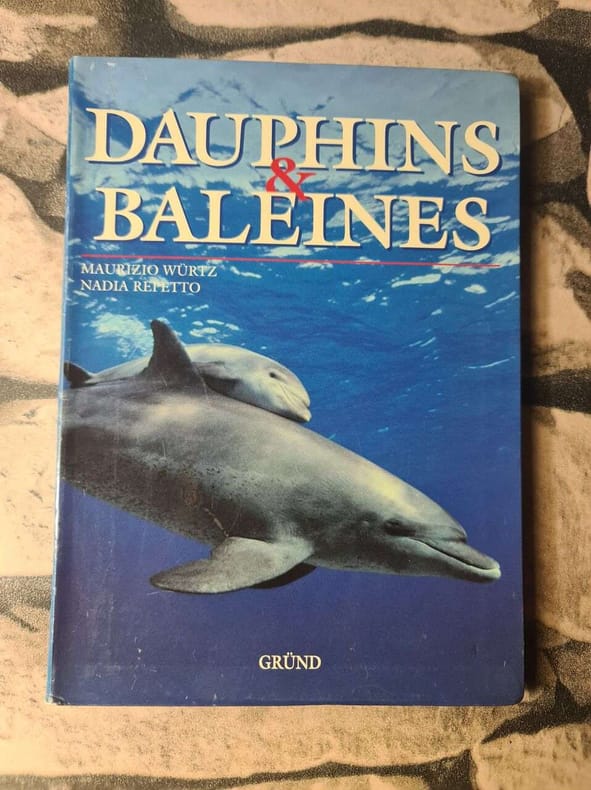 DAUPHINS
&
BALEINES
MAURIZIO WÜRTZ
NADIA REPETTO
GRÜND